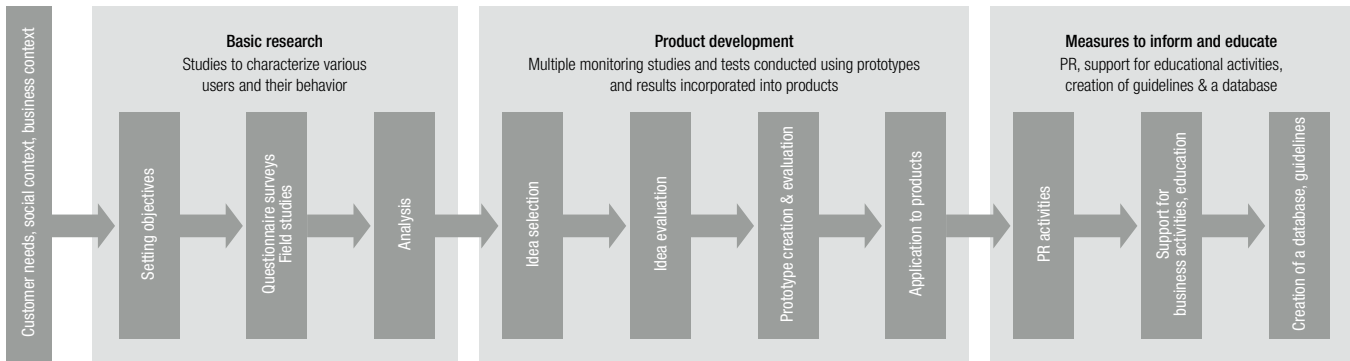 Customer needs, social context, business context
Basic research
Studies to characterize various
users and their behavior
Setting objectives
Questionnaire surveys
Field studies
Analysis
Product development
Multiple monitoring studies and tests conducted using prototypes
and results incorporated into products
Idea selection
Idea evaluation
Prototype creation & evaluation
Application to products
Measures to inform and educate
PR, support for educational activities,
creation of guidelines & a database
PR activities
Support for
business activities, education
Creation of a database, guidelines